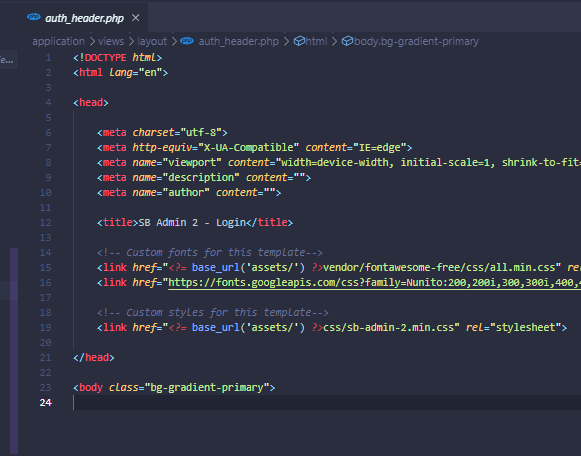 auth_header.php
application > views > layout > auth_header.php > html > body.bg-gradient-primary
1 <!DOCTYPE html>
2 <html lang="en">
3
4 <head>
5
6 <meta charset="utf-8">
7 <meta http-equiv="X-UA-Compatible" content="IE=edge">
8 <meta name="viewport" content="width=device-width, initial-scale=1, shrink-to-fit=
9 <meta name="description" content="">
10 <meta name="author" content="">
11
12 <title>SB Admin 2 - Login</title>
13
14 <!-- Custom fonts for this template-->
15 <link href="<?= base_url('assets/') ?>vendor/fontawesome-free/css/all.min.css" rel
16 <link href="https://fonts.googleapis.com/css?family=Nunito:200,200i,300,300i,400,4
17
18 <!-- Custom styles for this template-->
19 <link href="<?= base_url('assets/') ?>css/sb-admin-2.min.css" rel="stylesheet">
20
21 </head>
22
23 <body class="bg-gradient-primary">
24